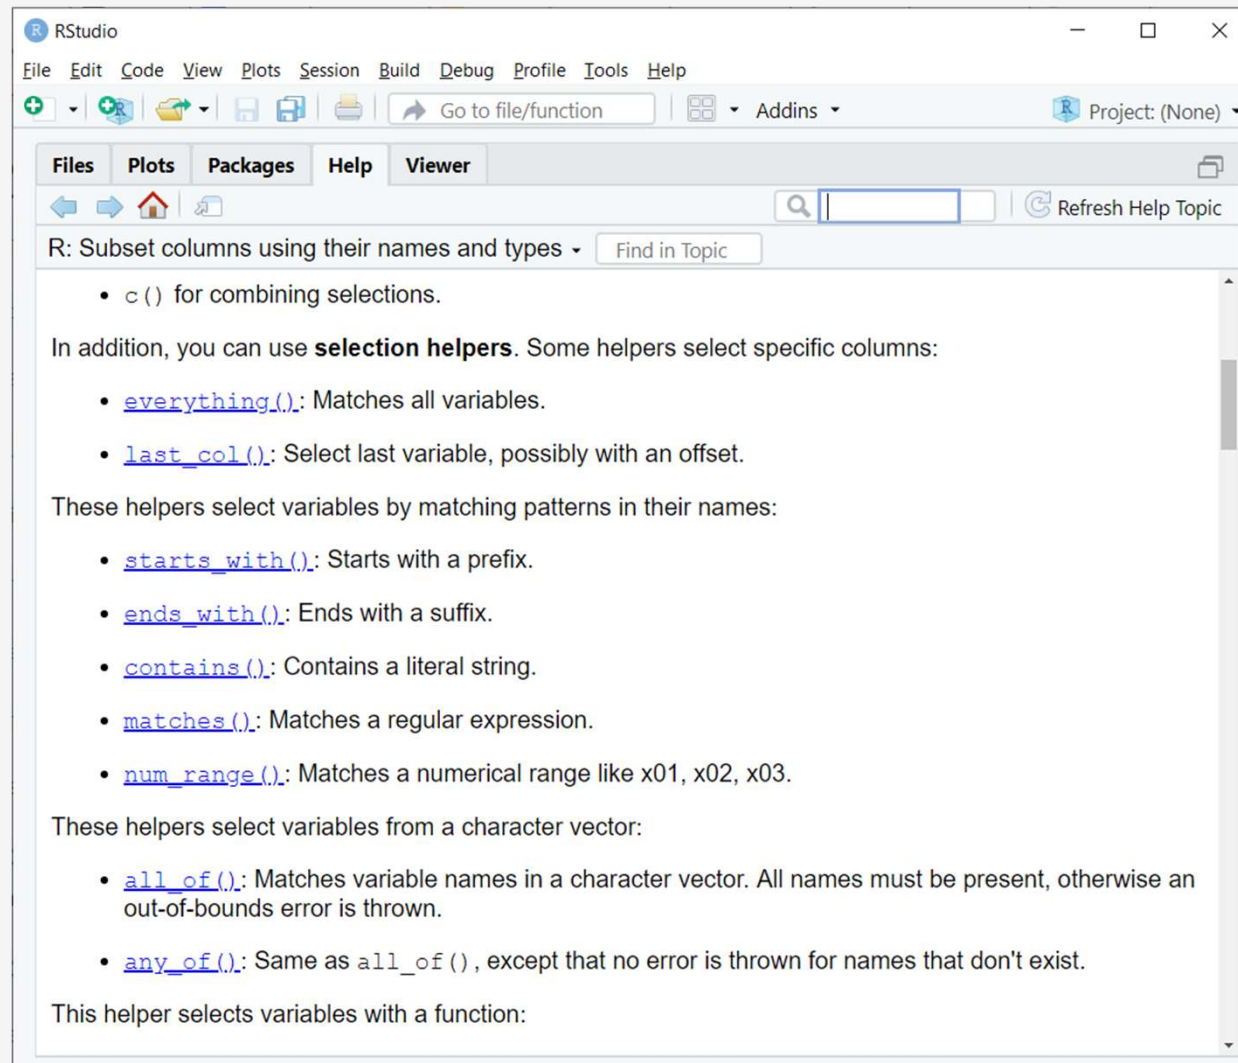 RStudio
File Edit Code View Plots Session Build Debug Profile Tools Help
Go to file/function Addins Project: (None)
Files Plots Packages Help Viewer
Refresh Help Topic
R: Subset columns using their names and types Find in Topic
• c() for combining selections.
In addition, you can use selection helpers. Some helpers select specific columns:
• everything(): Matches all variables.
• last_col(): Select last variable, possibly with an offset.
These helpers select variables by matching patterns in their names:
• starts_with(): Starts with a prefix.
• ends_with(): Ends with a suffix.
• contains(): Contains a literal string.
• matches(): Matches a regular expression.
• num_range(): Matches a numerical range like x01, x02, x03.
These helpers select variables from a character vector:
• all_of(): Matches variable names in a character vector. All names must be present, otherwise an
out-of-bounds error is thrown.
• any_of(): Same as all_of(), except that no error is thrown for names that don't exist.
This helper selects variables with a function: